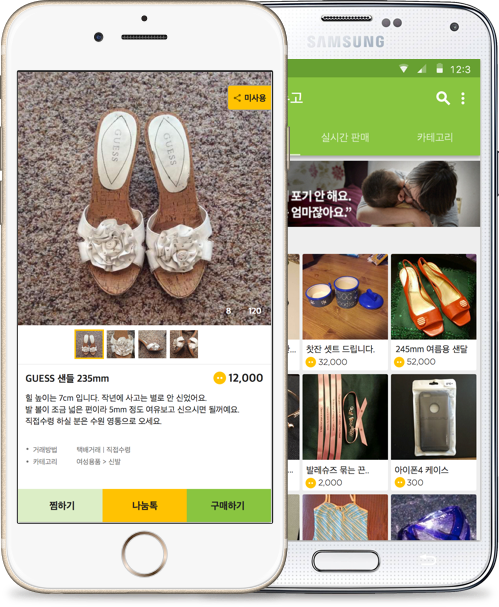 미사용
GUESS
GUESS
8 120
GUESS 샌들 235mm
12,000
힐 높이는 7cm 입니다. 작년에 사고는 별로 안 신었어요.
발 볼이 조금 넓은 편이라 5mm 정도 여유보고 신으시면 될꺼예요.
직접수령 하실 분은 수원 영통으로 오세요.
• 거래방법 택배거래 | 직접수령
• 카테고리 여성용품 > 신발
찜하기
나눔톡
구매하기
SAMSUNG
12:3
고
실시간 판매
카테고리
포기 안 해요.
엄마잖아요.”
찻잔 셋트 드립니다.
32,000
245mm 여름용 샌달
52,000
발레슈즈 묶는 끈..
2,000
아이폰4 케이스
300